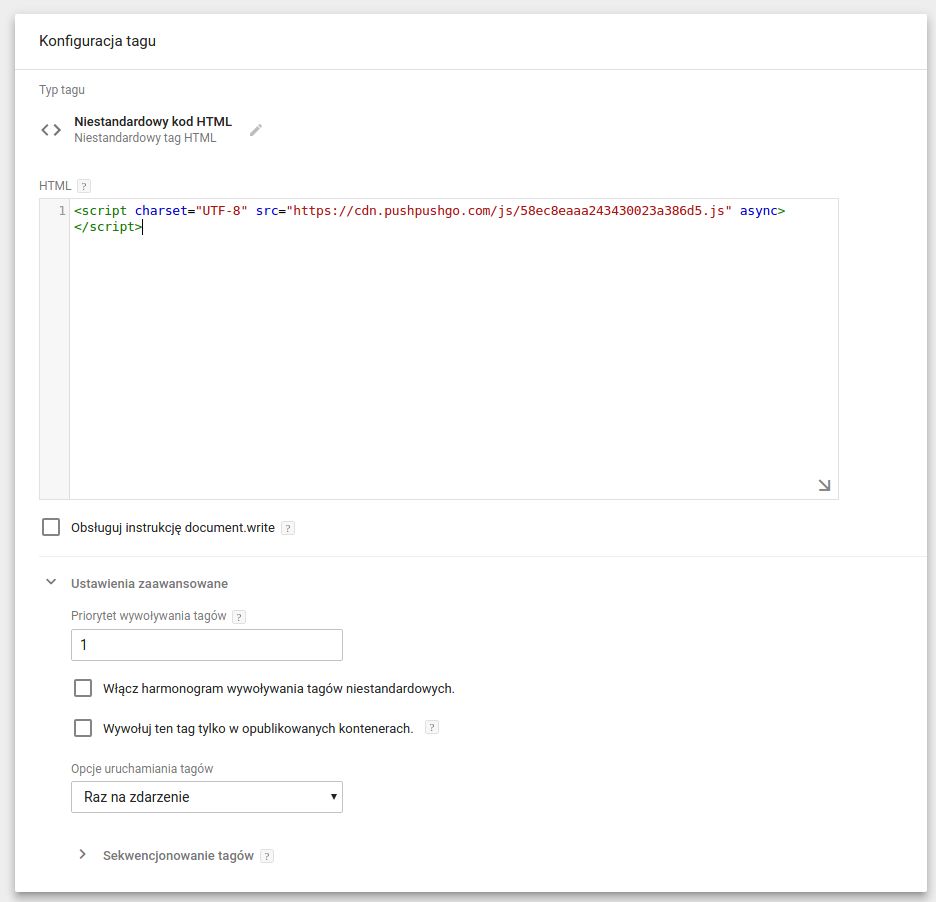 Konfiguracja tagu
Typ tagu
Niestandardowy kod HTML
Niestandardowy tag HTML
HTML ?
1 <script charset="UTF-8" src="https://cdn.pushpushgo.com/js/58ec8eaaa243430023a386d5.js" async>
</script>
Obsługuj instrukcję document.write ?
Ustawienia zaawansowane
Priorytet wywoływania tagów ?
1
Włącz harmonogram wywoływania tagów niestandardowych.
Wywołuj ten tag tylko w opublikowanych kontenerach. ?
Opcje uruchamiania tagów
Raz na zdarzenie
Sekwencjonowanie tagów ?